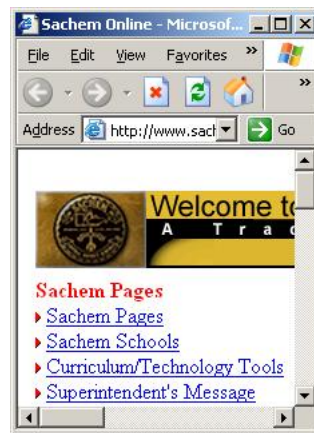 Sachem Online - Microsof...
File Edit View Favorites »
»
Address http://www.sach Go
Welcome to
A Trad
Sachem Pages
Sachem Pages
Sachem Schools
Curriculum/Technology Tools
Superintendent's Message